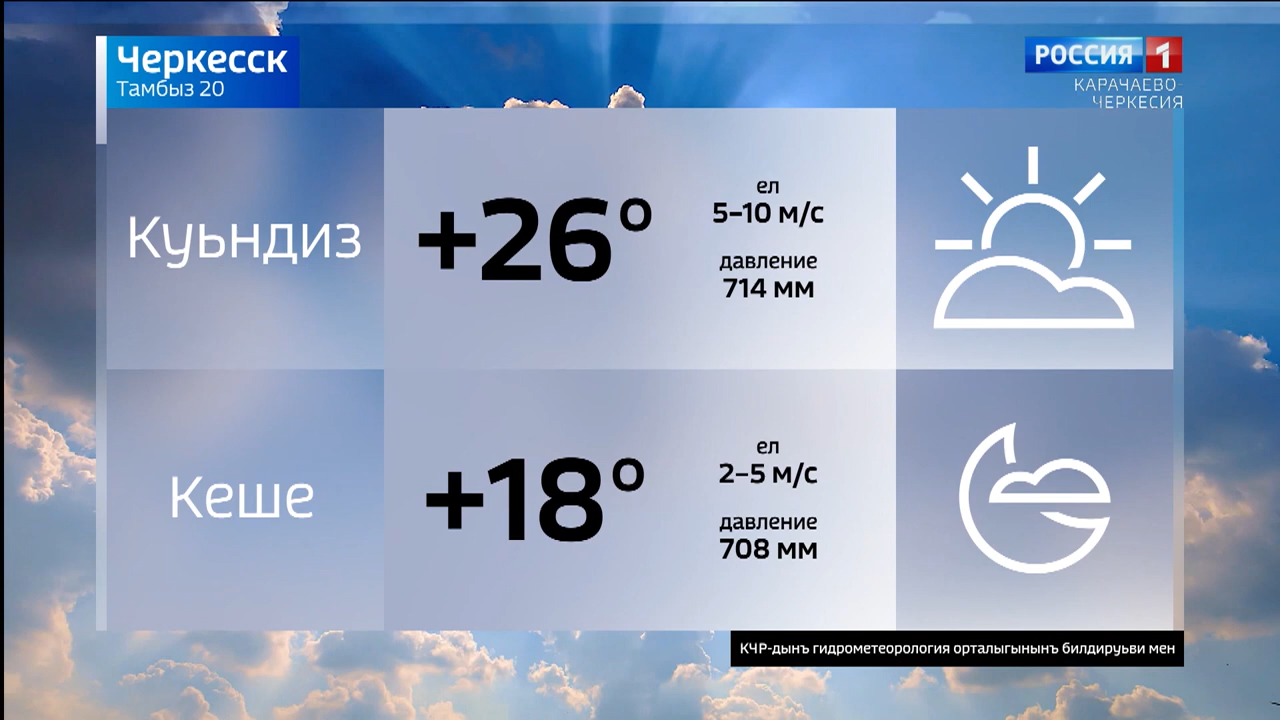 Черкесск
Тамбыз 20
РОССИЯ 1
КАРАЧАЕВО-
ЧЕРКЕСИЯ
Куьндиз
+26°
ел
5–10 м/с
давление
714 мм
Кеше
+18°
ел
2–5 м/с
давление
708 мм
КЧР-дынъ гидрометеорология орталыгынынъ билдируьви мен